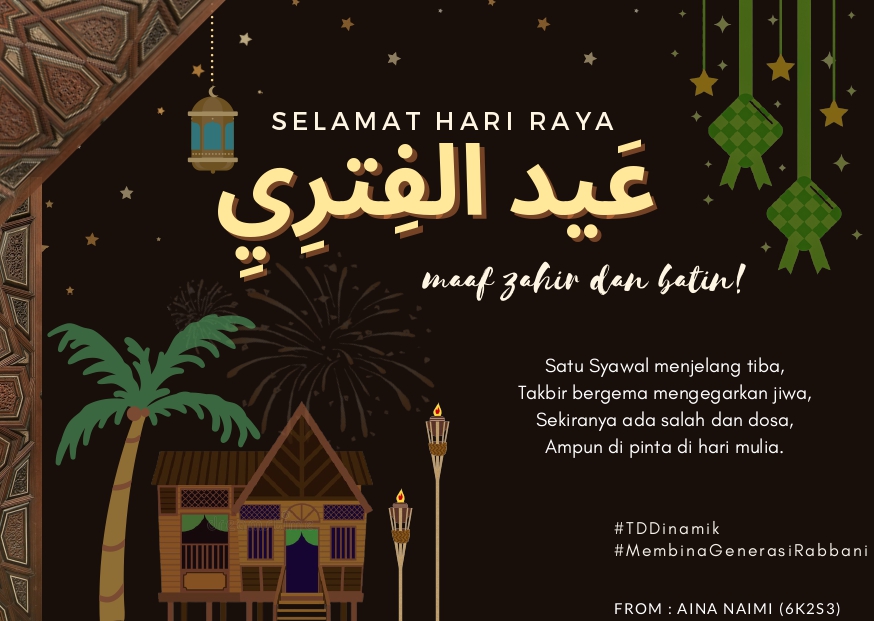 SELAMAT HARI RAYA
عَيد الفِترِيِ
maaf zahir dan batin!
Satu Syawal menjelang tiba,
Takbir bergema mengegarkan jiwa,
Sekiranya ada salah dan dosa,
Ampun di pinta di hari mulia.
#TDDinamik
#MembinaGenerasiRabbani
FROM : AINA NAIMI (6K2S3)